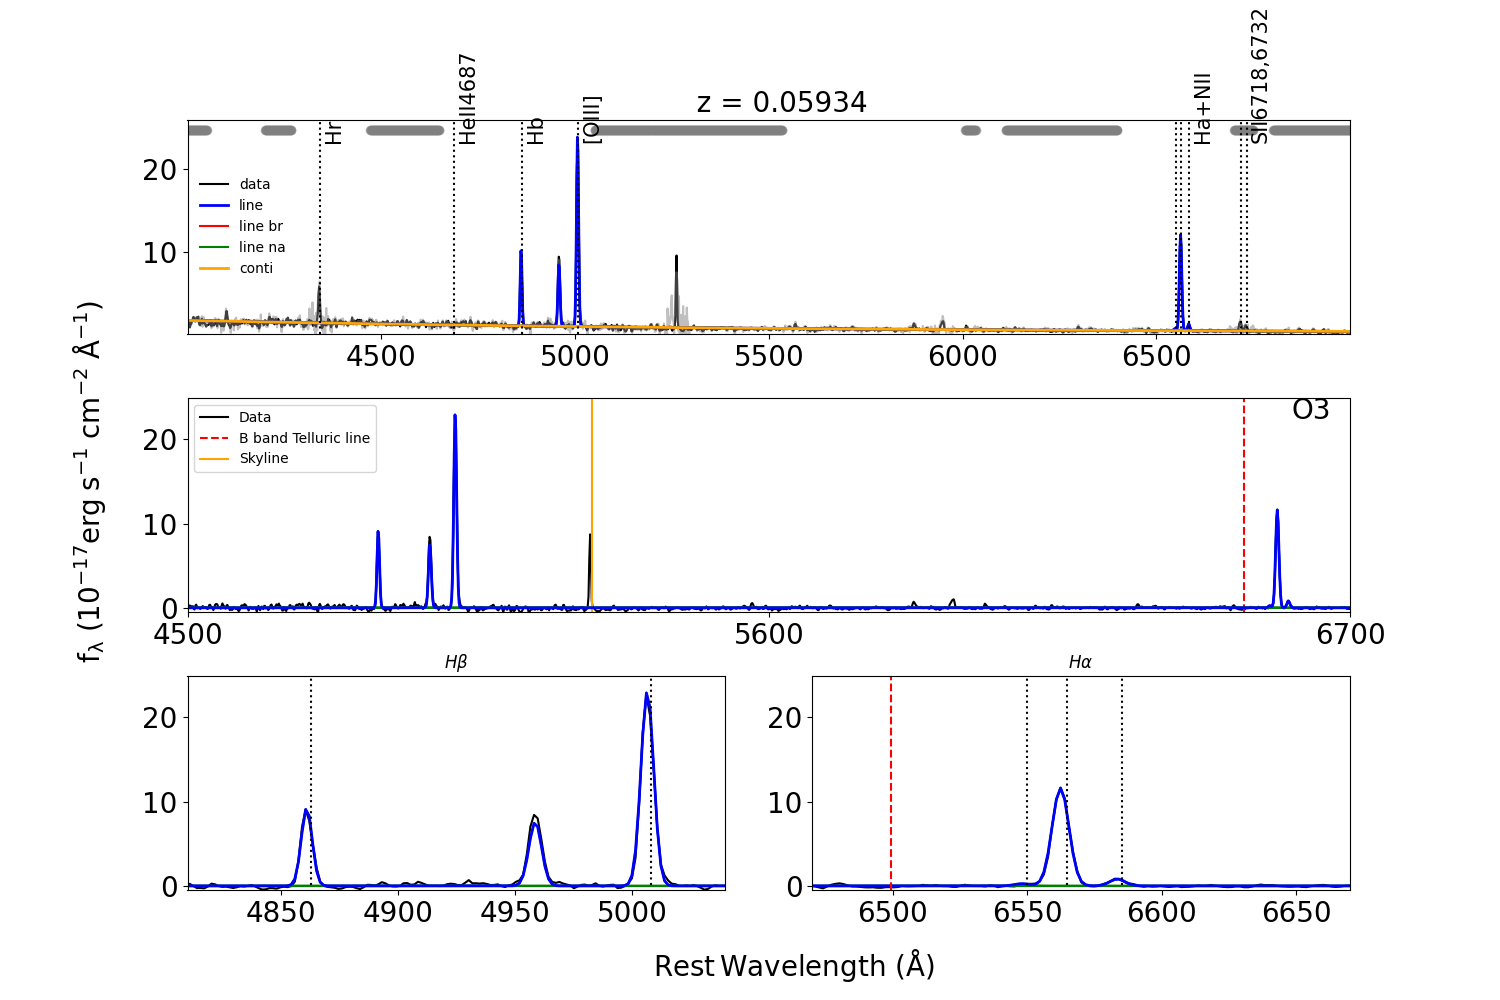 z = 0.05934
Hr
HeII4687
Hb
[OIII]
Ha+NII
SII6718,6732
20
10
data
line
line br
line na
conti
4500 5000 5500 6000 6500
fλ (10⁻¹⁷erg s⁻¹ cm⁻² Å⁻¹)
O3
20
10
0
Data
B band Telluric line
Skyline
4500 5600 6700
Hβ
20
10
0
4850 4900 4950 5000
Hα
20
10
0
6500 6550 6600 6650
Rest Wavelength (Å)